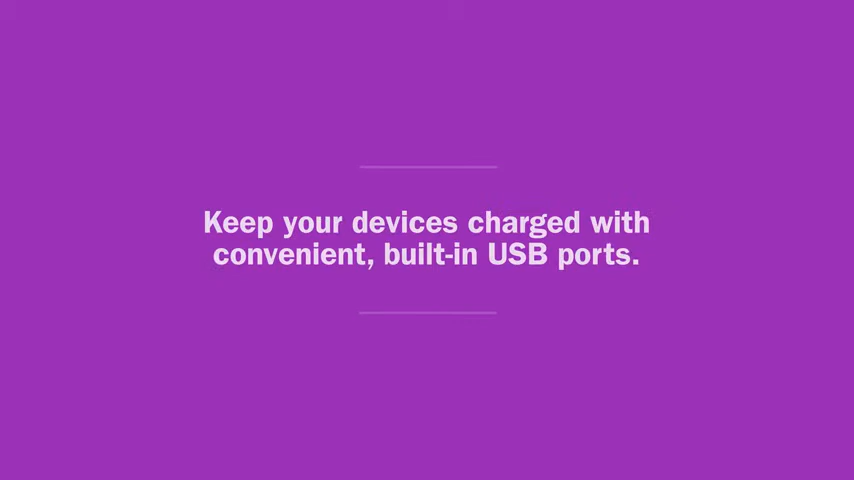 Keep your devices charged with
convenient, built-in USB ports.